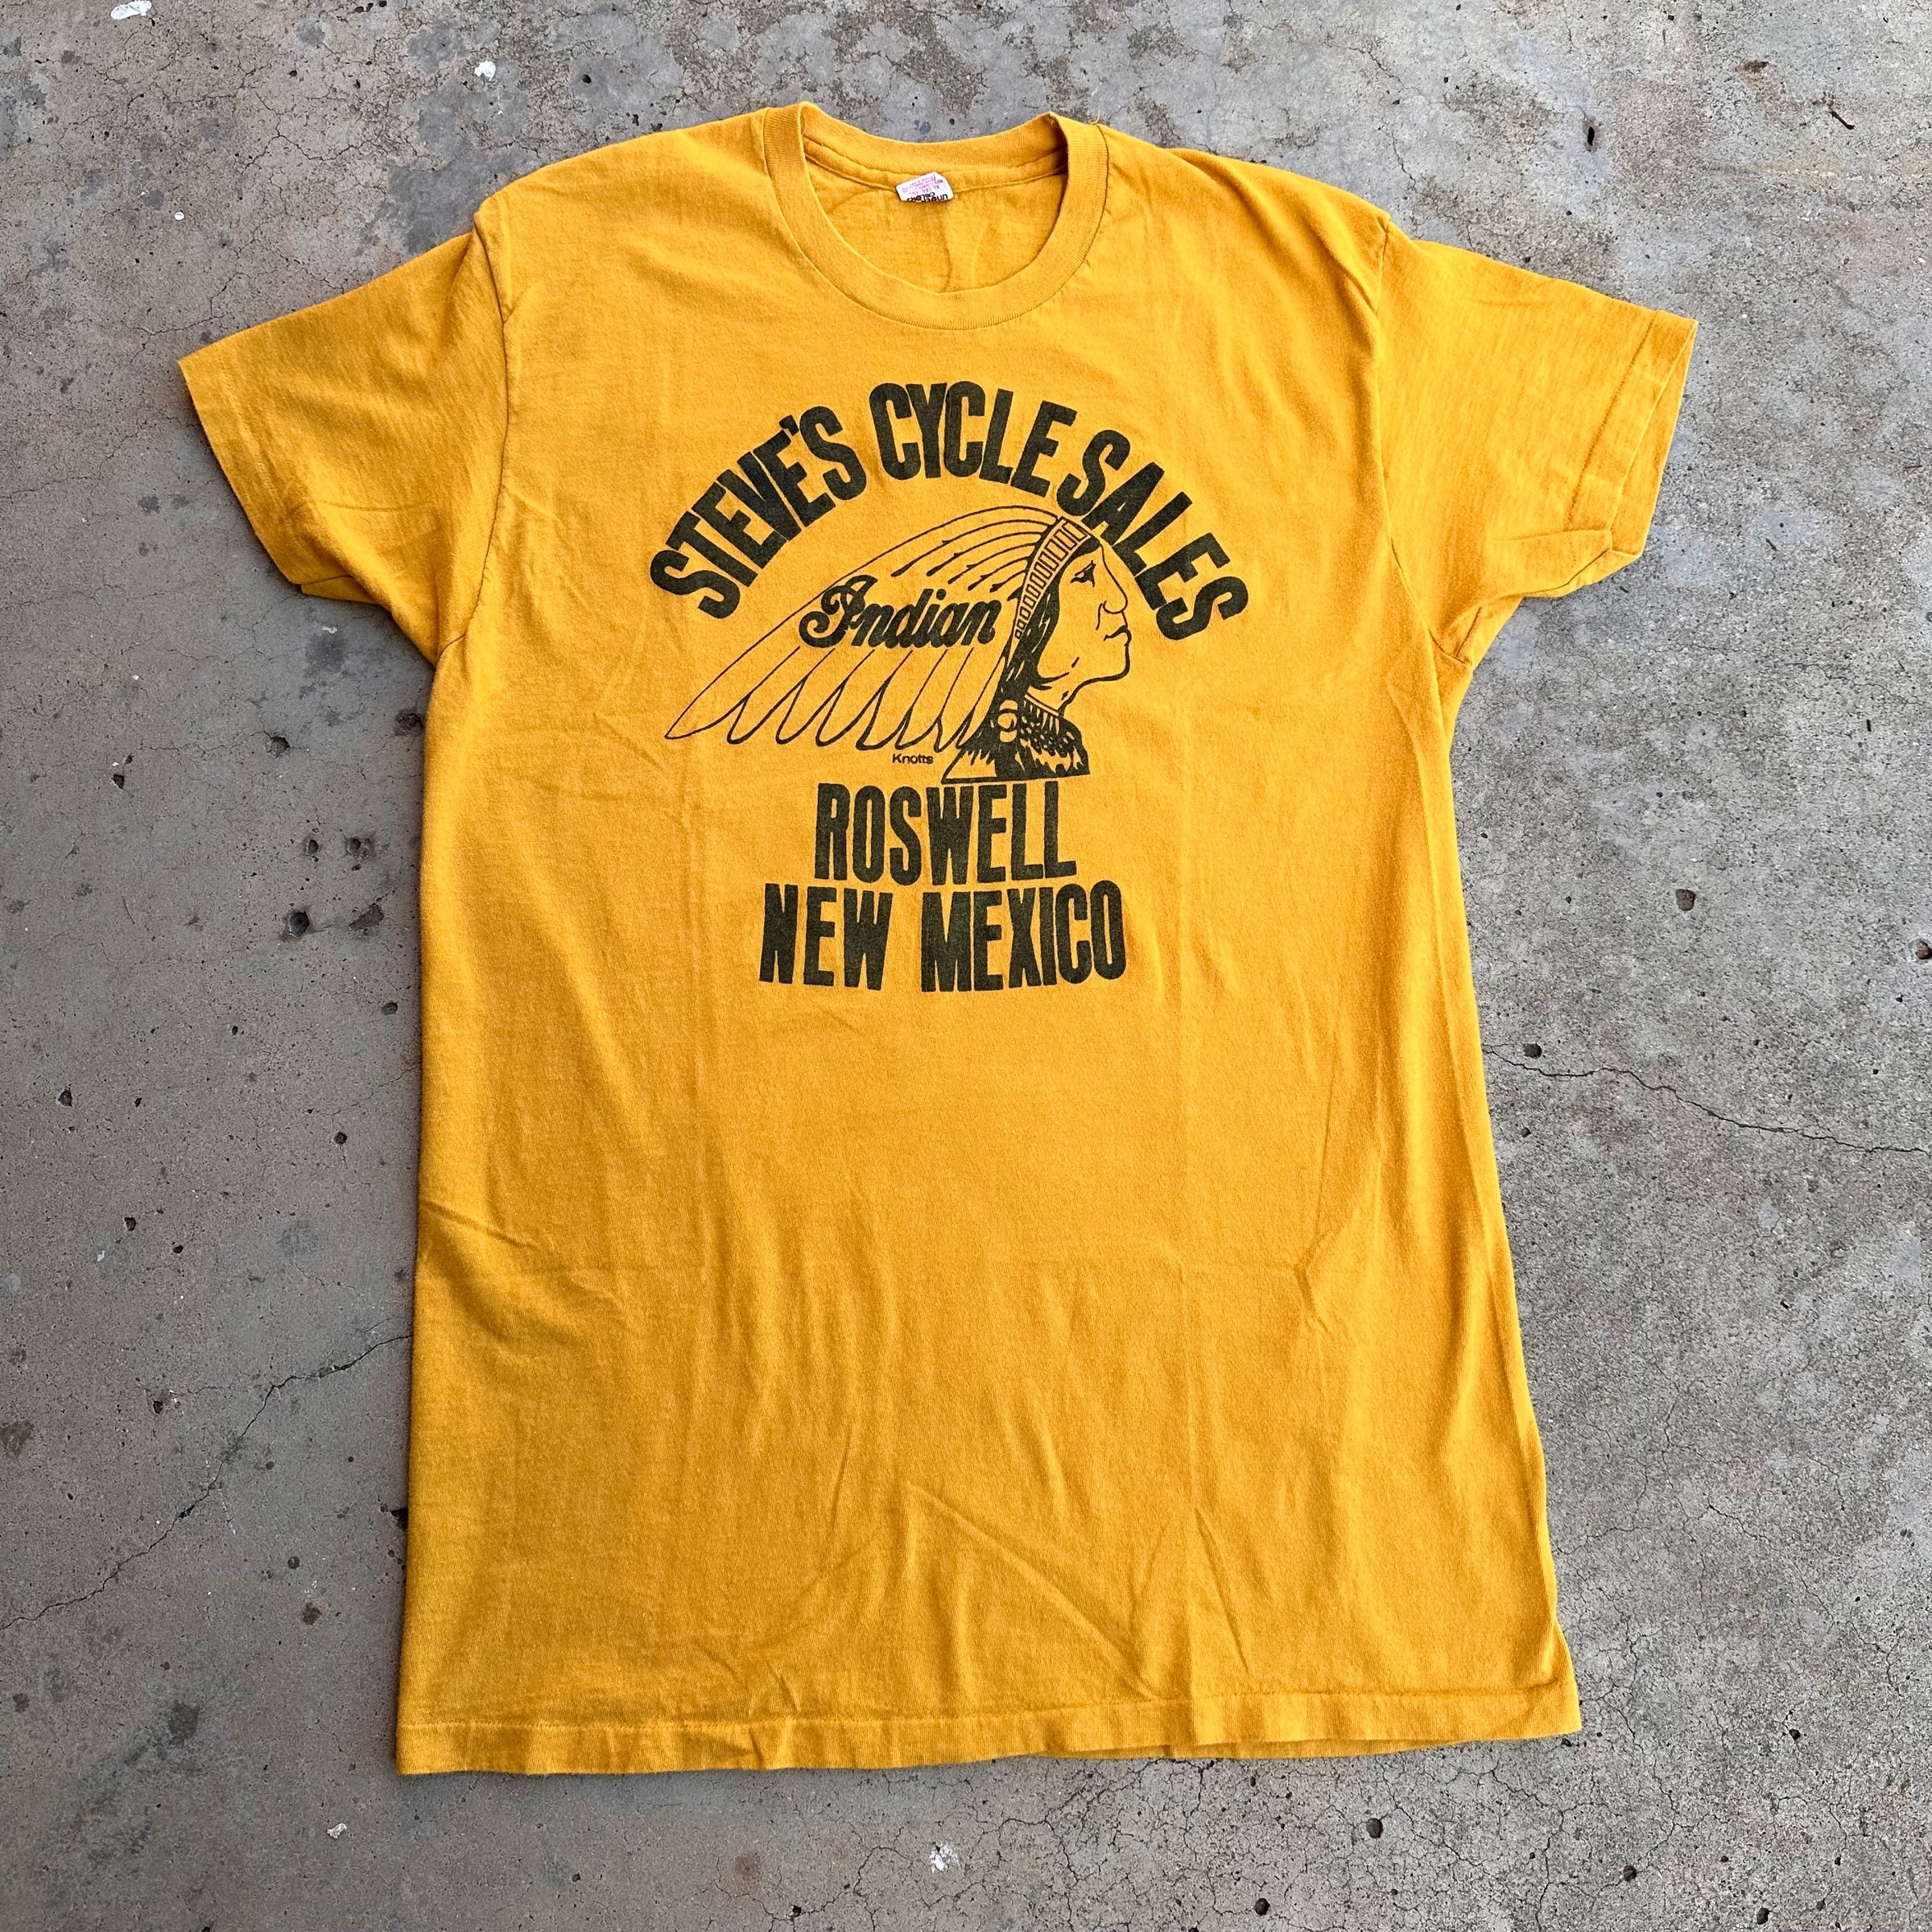 STEVE'S CYCLE SALES
Indian
Knotts
ROSWELL
NEW MEXICO